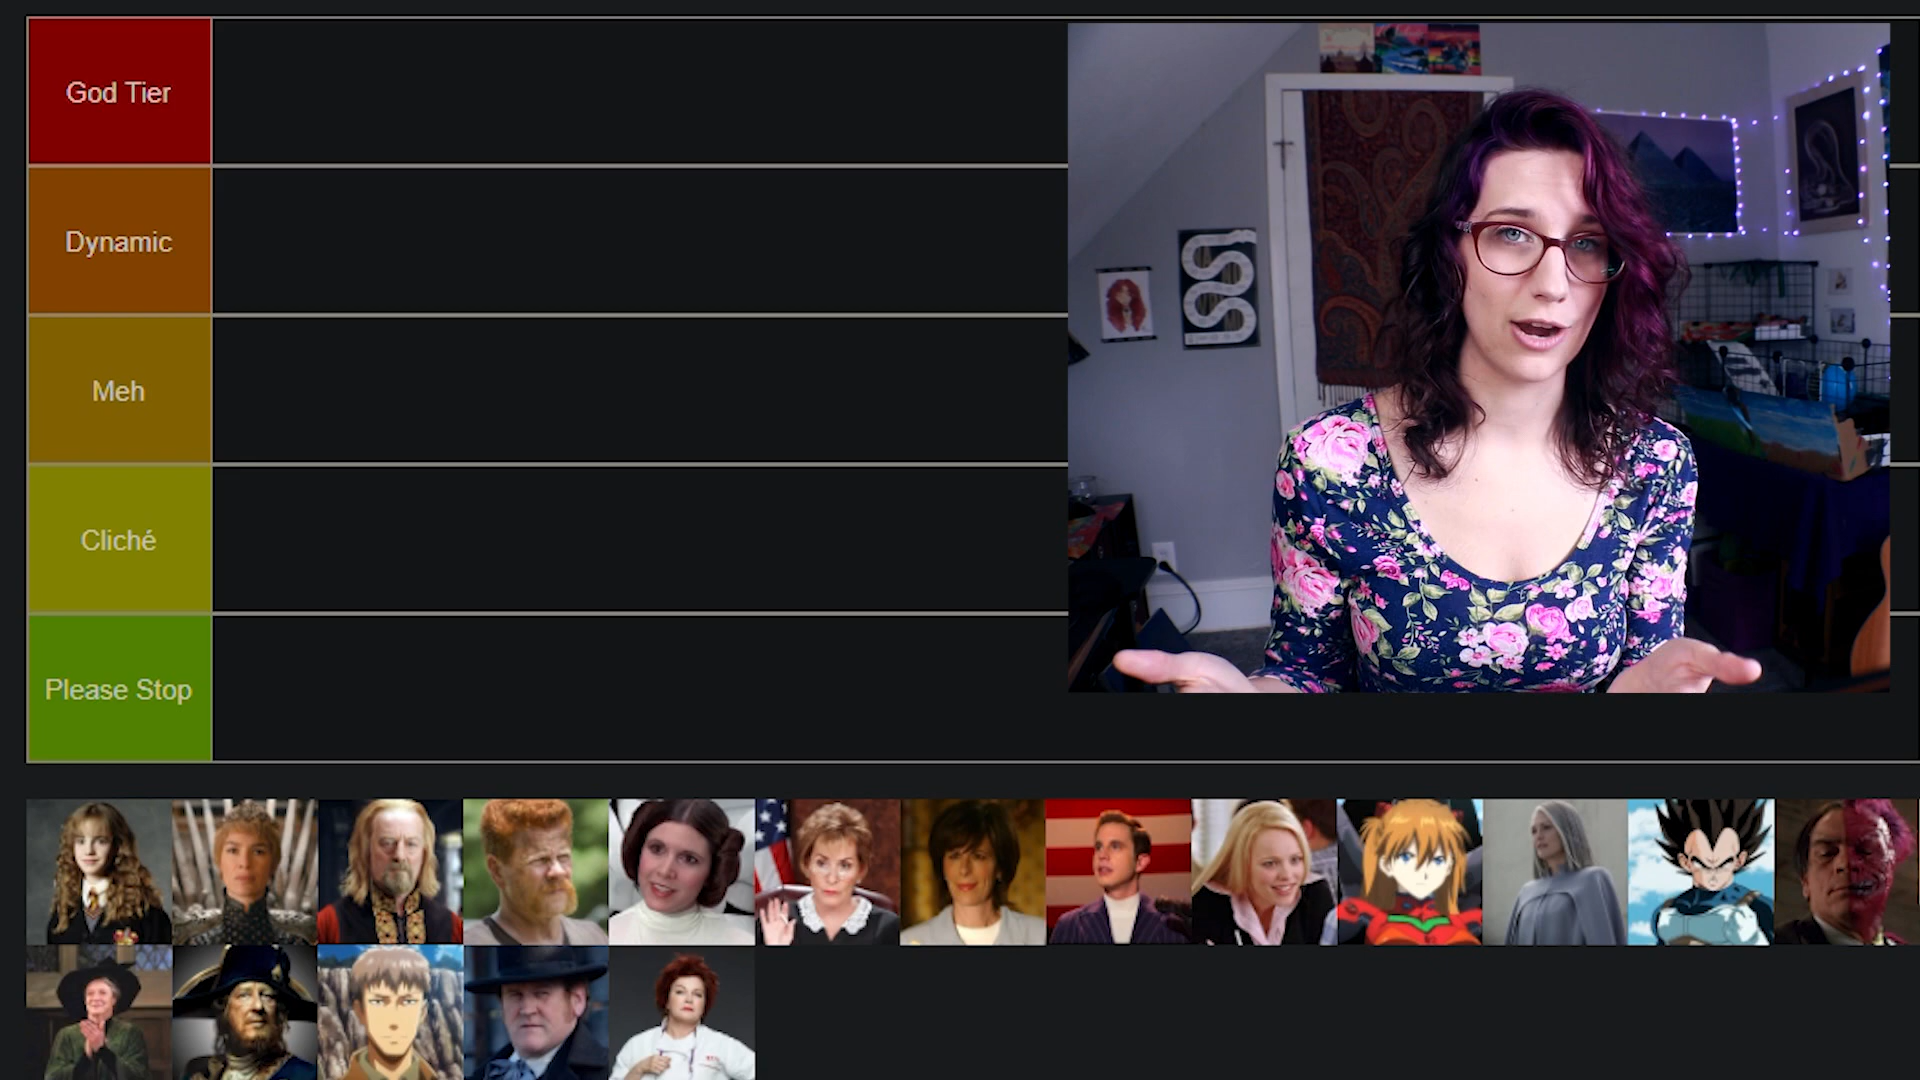 God Tier
Dynamic
Meh
Cliché
Please Stop